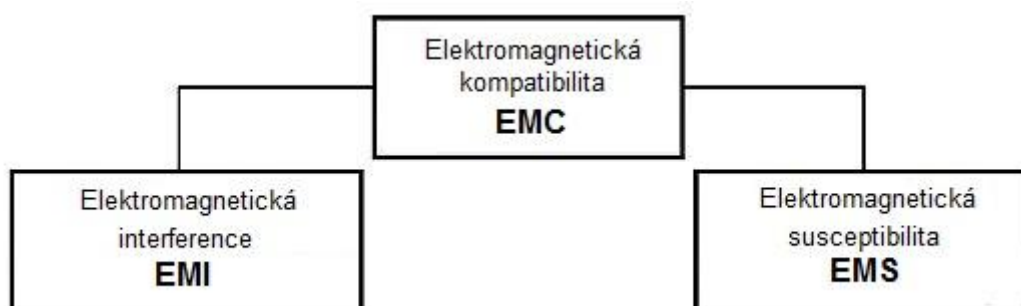 Elektromagnetická
kompatibilita
EMC
Elektromagnetická
interference
EMI
Elektromagnetická
susceptibilita
EMS